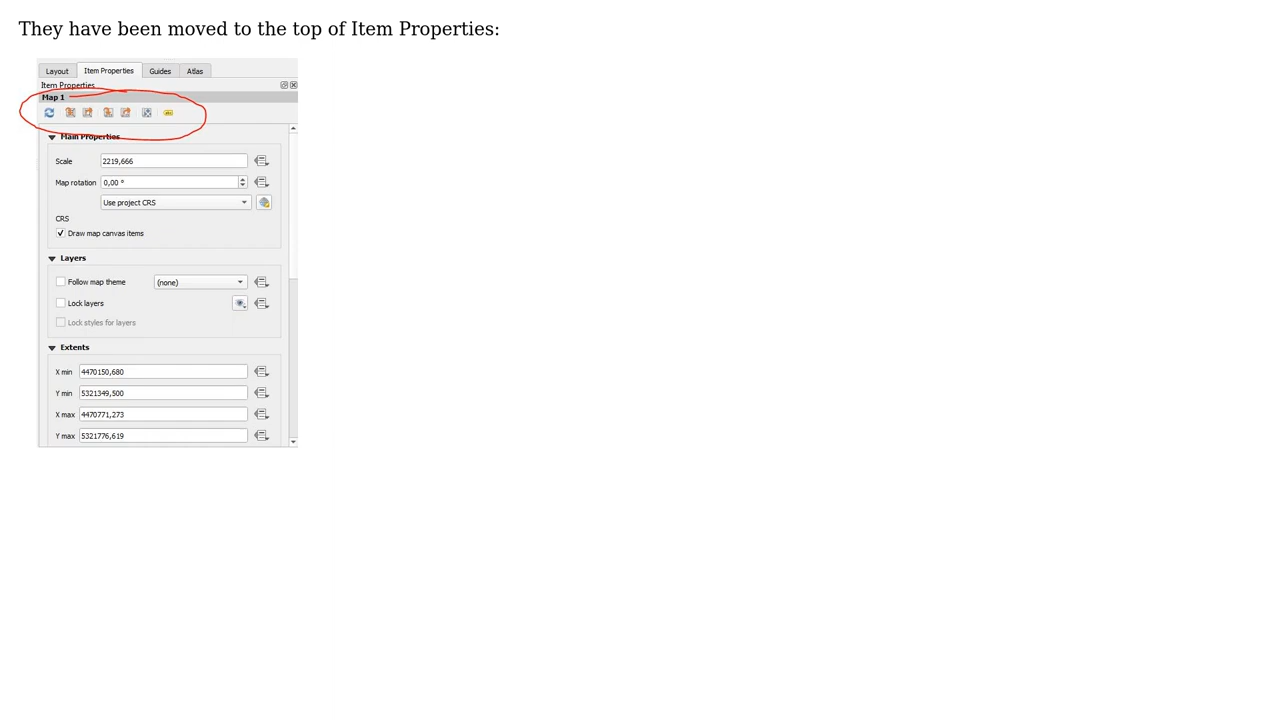 They have been moved to the top of Item Properties:
Layout Item Properties Guides Atlas
Item Properties
Map 1
Main Properties
Scale 2219,666
Map rotation 0,00 °
Use project CRS
CRS
Draw map canvas items
Layers
Follow map theme (none)
Lock layers
Lock styles for layers
Extents
X min 4470150,680
Y min 5321349,500
X max 4470771,273
Y max 5321776,619